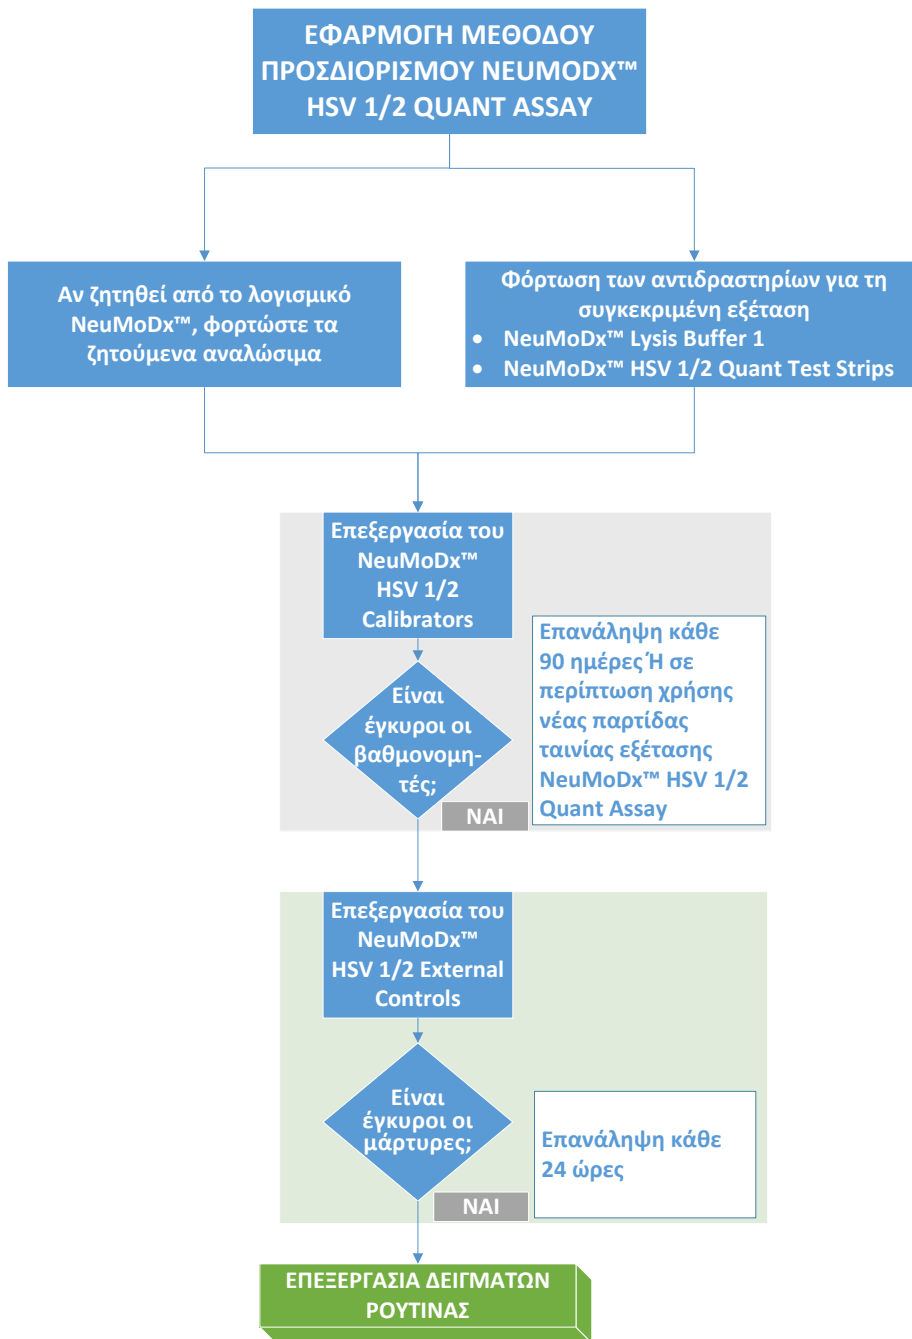 ΕΦΑΡΜΟΓΗ ΜΕΘΟΔΟΥ
ΠΡΟΣΔΙΟΡΙΣΜΟΥ NEUMODX™
HSV 1/2 QUANT ASSAY
Αν ζητηθεί από το λογισμικό
NeuMoDx™, φορτώστε τα
ζητούμενα αναλώσιμα
Φόρτωση των αντιδραστηρίων για τη
συγκεκριμένη εξέταση
• NeuMoDx™ Lysis Buffer 1
• NeuMoDx™ HSV 1/2 Quant Test Strips
Επεξεργασία του
NeuMoDx™
HSV 1/2
Calibrators
Είναι
έγκυροι οι
βαθμονομη-
τές;
ΝΑΙ
Επανάληψη κάθε
90 ημέρες Ή σε
περίπτωση χρήσης
νέας παρτίδας
ταινίας εξέτασης
NeuMoDx™ HSV 1/2
Quant Assay
Επεξεργασία του
NeuMoDx™
HSV 1/2 External
Controls
Είναι
έγκυροι οι
μάρτυρες;
ΝΑΙ
Επανάληψη κάθε
24 ώρες
ΕΠΕΞΕΡΓΑΣΙΑ ΔΕΙΓΜΑΤΩΝ
ΡΟΥΤΙΝΑΣ